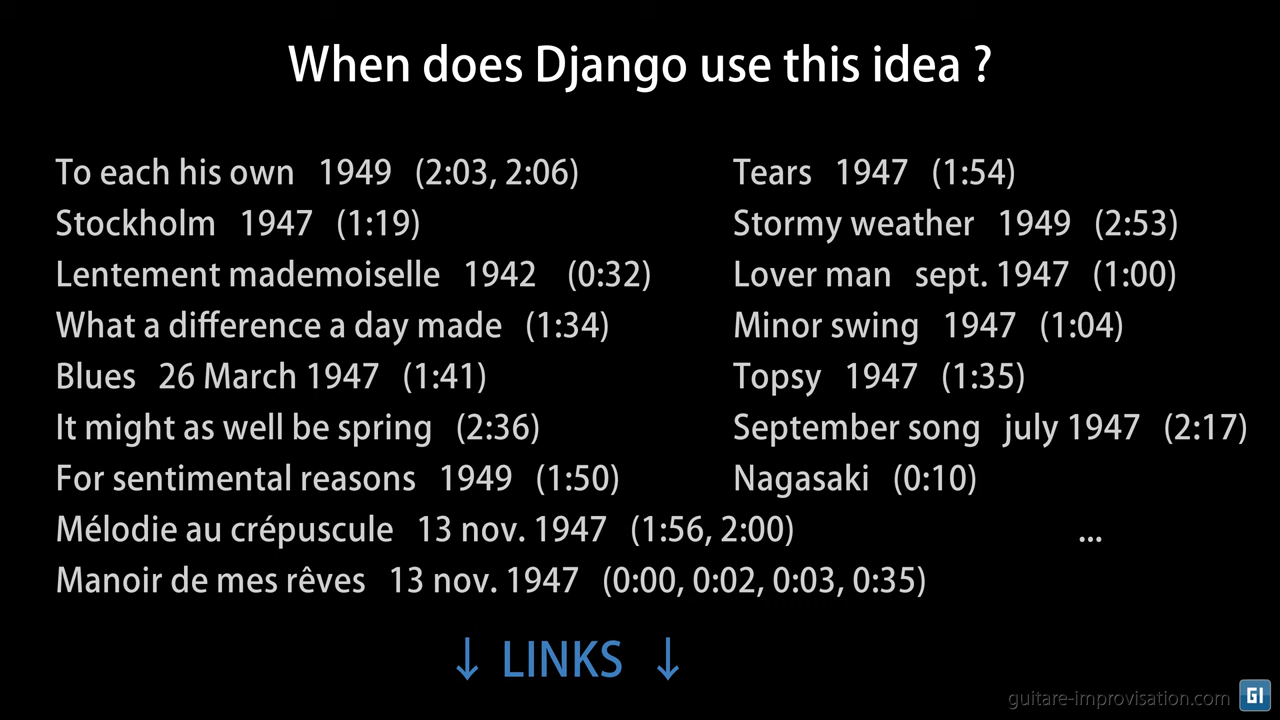 When does Django use this idea ?
To each his own 1949 (2:03, 2:06)
Stockholm 1947 (1:19)
Lentement mademoiselle 1942 (0:32)
What a difference a day made (1:34)
Blues 26 March 1947 (1:41)
It might as well be spring (2:36)
For sentimental reasons 1949 (1:50)
Mélodie au crépuscule 13 nov. 1947 (1:56, 2:00)
Manoir de mes rêves 13 nov. 1947 (0:00, 0:02, 0:03, 0:35)
Tears 1947 (1:54)
Stormy weather 1949 (2:53)
Lover man sept. 1947 (1:00)
Minor swing 1947 (1:04)
Topsy 1947 (1:35)
September song july 1947 (2:17)
Nagasaki (0:10)
...
↓ LINKS ↓
guitare-improvisation.com GI